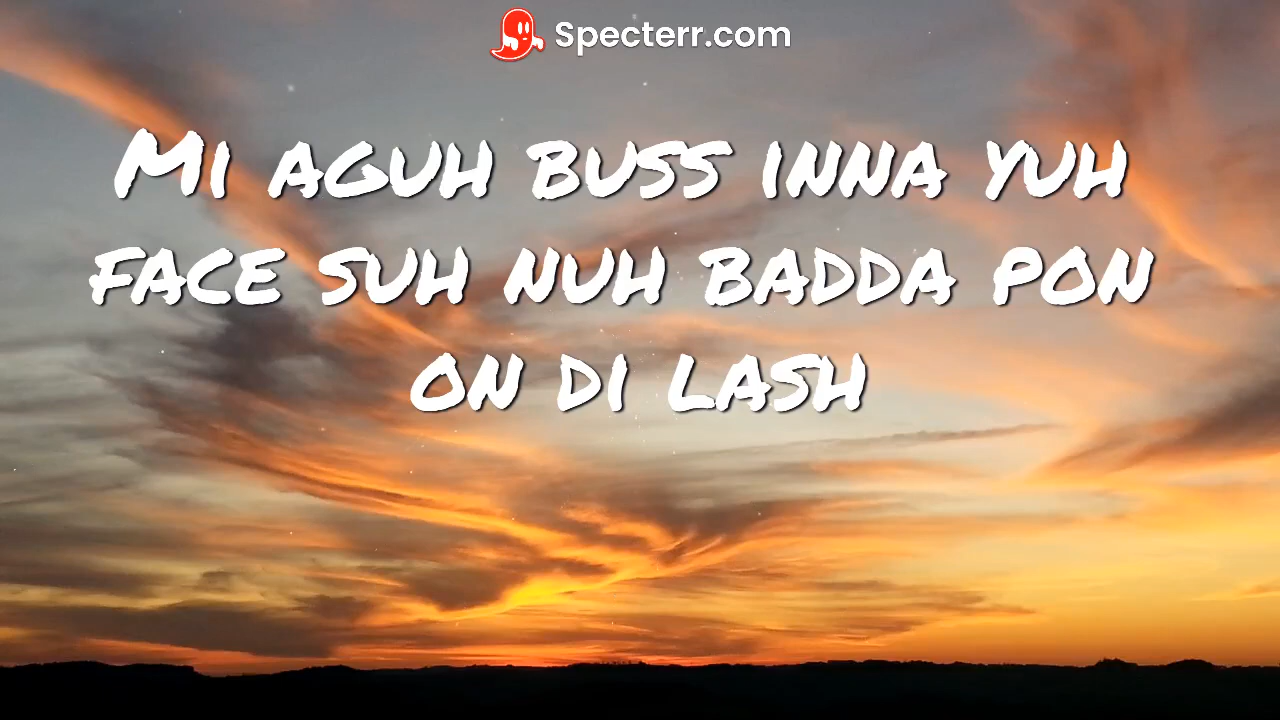 Specterr.com
Mi aguh buss inna yuh
face suh nuh badda pon
on di lash